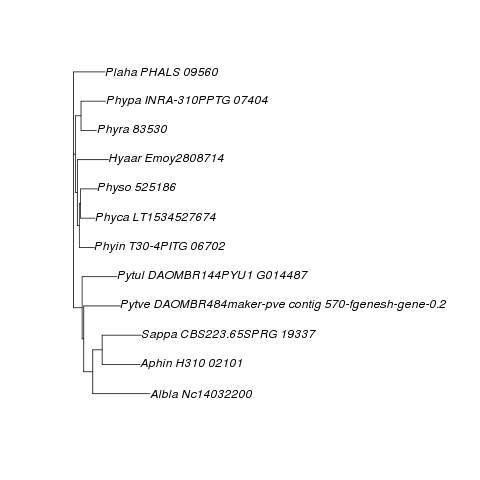 Plaha PHALS 09560
Phypa INRA-310PPTG 07404
Phyra 83530
Hyaar Emoy2808714
Physo 525186
Phyca LT1534527674
Phyin T30-4PITG 06702
Pytul DAOMBR144PYU1 G014487
Pytve DAOMBR484maker-pve contig 570-fgenesh-gene-0.2
Sappa CBS223.65SPRG 19337
Aphin H310 02101
Albla Nc14032200